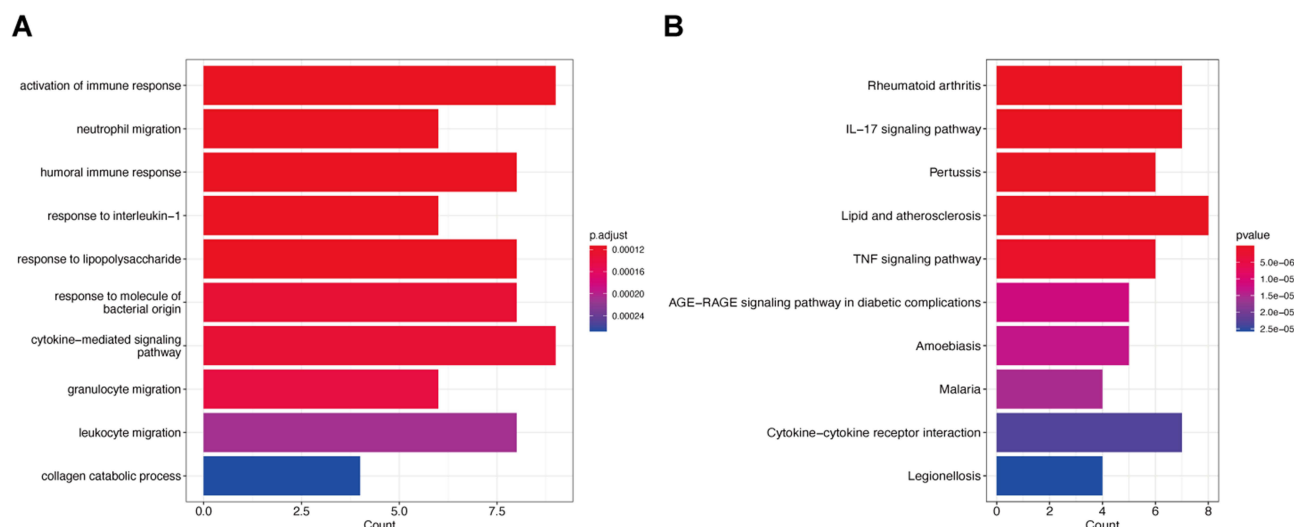 A
activation of immune response
neutrophil migration
humoral immune response
response to interleukin−1
response to lipopolysaccharide
response to molecule of
bacterial origin
cytokine−mediated signaling
pathway
granulocyte migration
leukocyte migration
collagen catabolic process
0.0 2.5 5.0 7.5
Count
p.adjust
0.00012
0.00016
0.00020
0.00024
B
Rheumatoid arthritis
IL−17 signaling pathway
Pertussis
Lipid and atherosclerosis
TNF signaling pathway
AGE−RAGE signaling pathway in diabetic complications
Amoebiasis
Malaria
Cytokine−cytokine receptor interaction
Legionellosis
0 2 4 6 8
Count
pvalue
5.0e−06
1.0e−05
1.5e−05
2.0e−05
2.5e−05